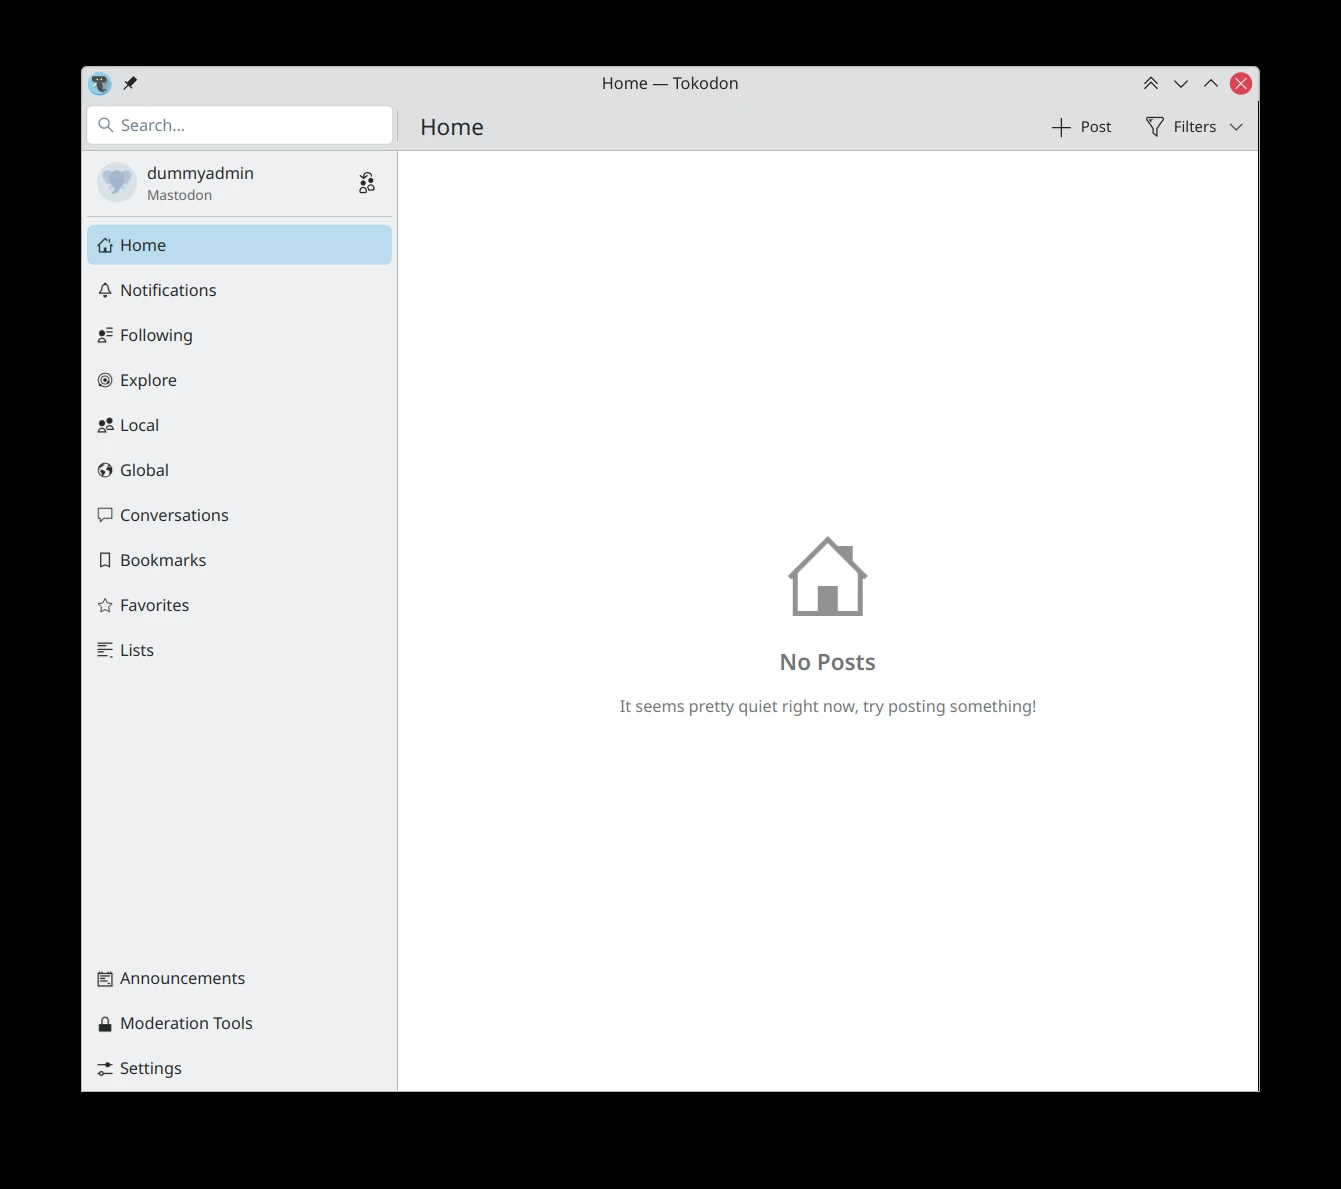 Home — Tokodon
Search...
Home
Post
Filters
dummyadmin
Mastodon
Home
Notifications
Following
Explore
Local
Global
Conversations
Bookmarks
Favorites
Lists
No Posts
It seems pretty quiet right now, try posting something!
Announcements
Moderation Tools
Settings